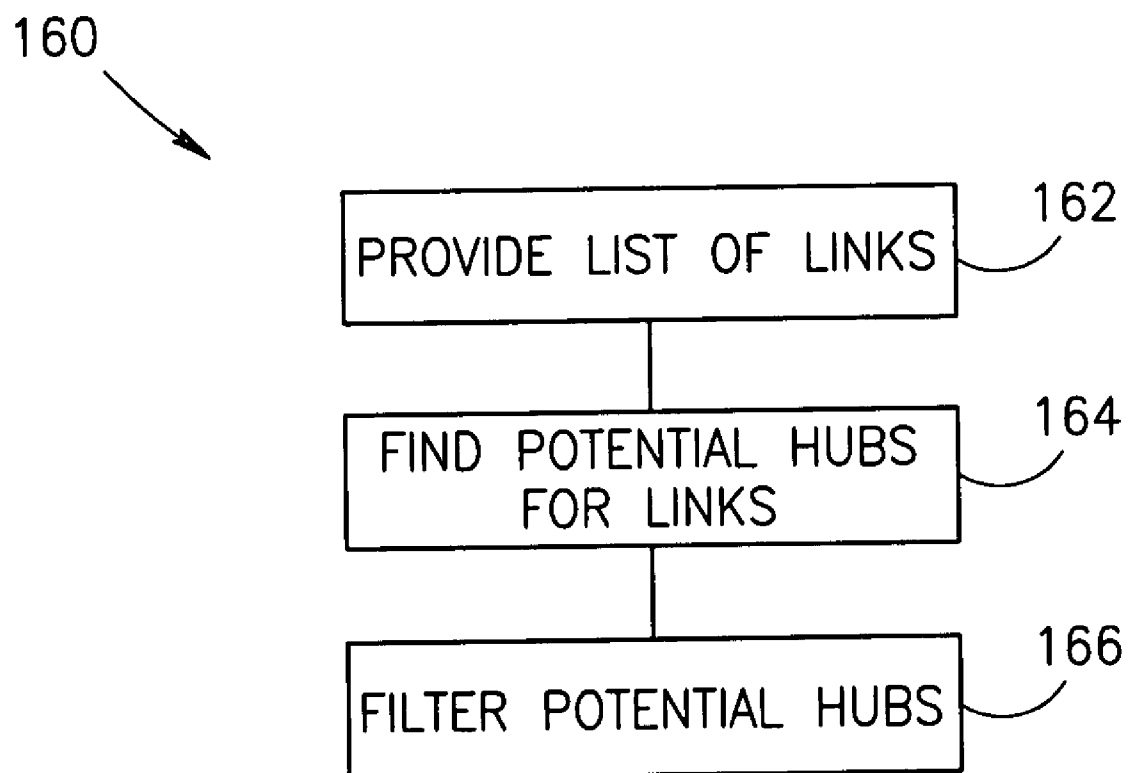 160
PROVIDE LIST OF LINKS
162
FIND POTENTIAL HUBS
FOR LINKS
164
FILTER POTENTIAL HUBS
166